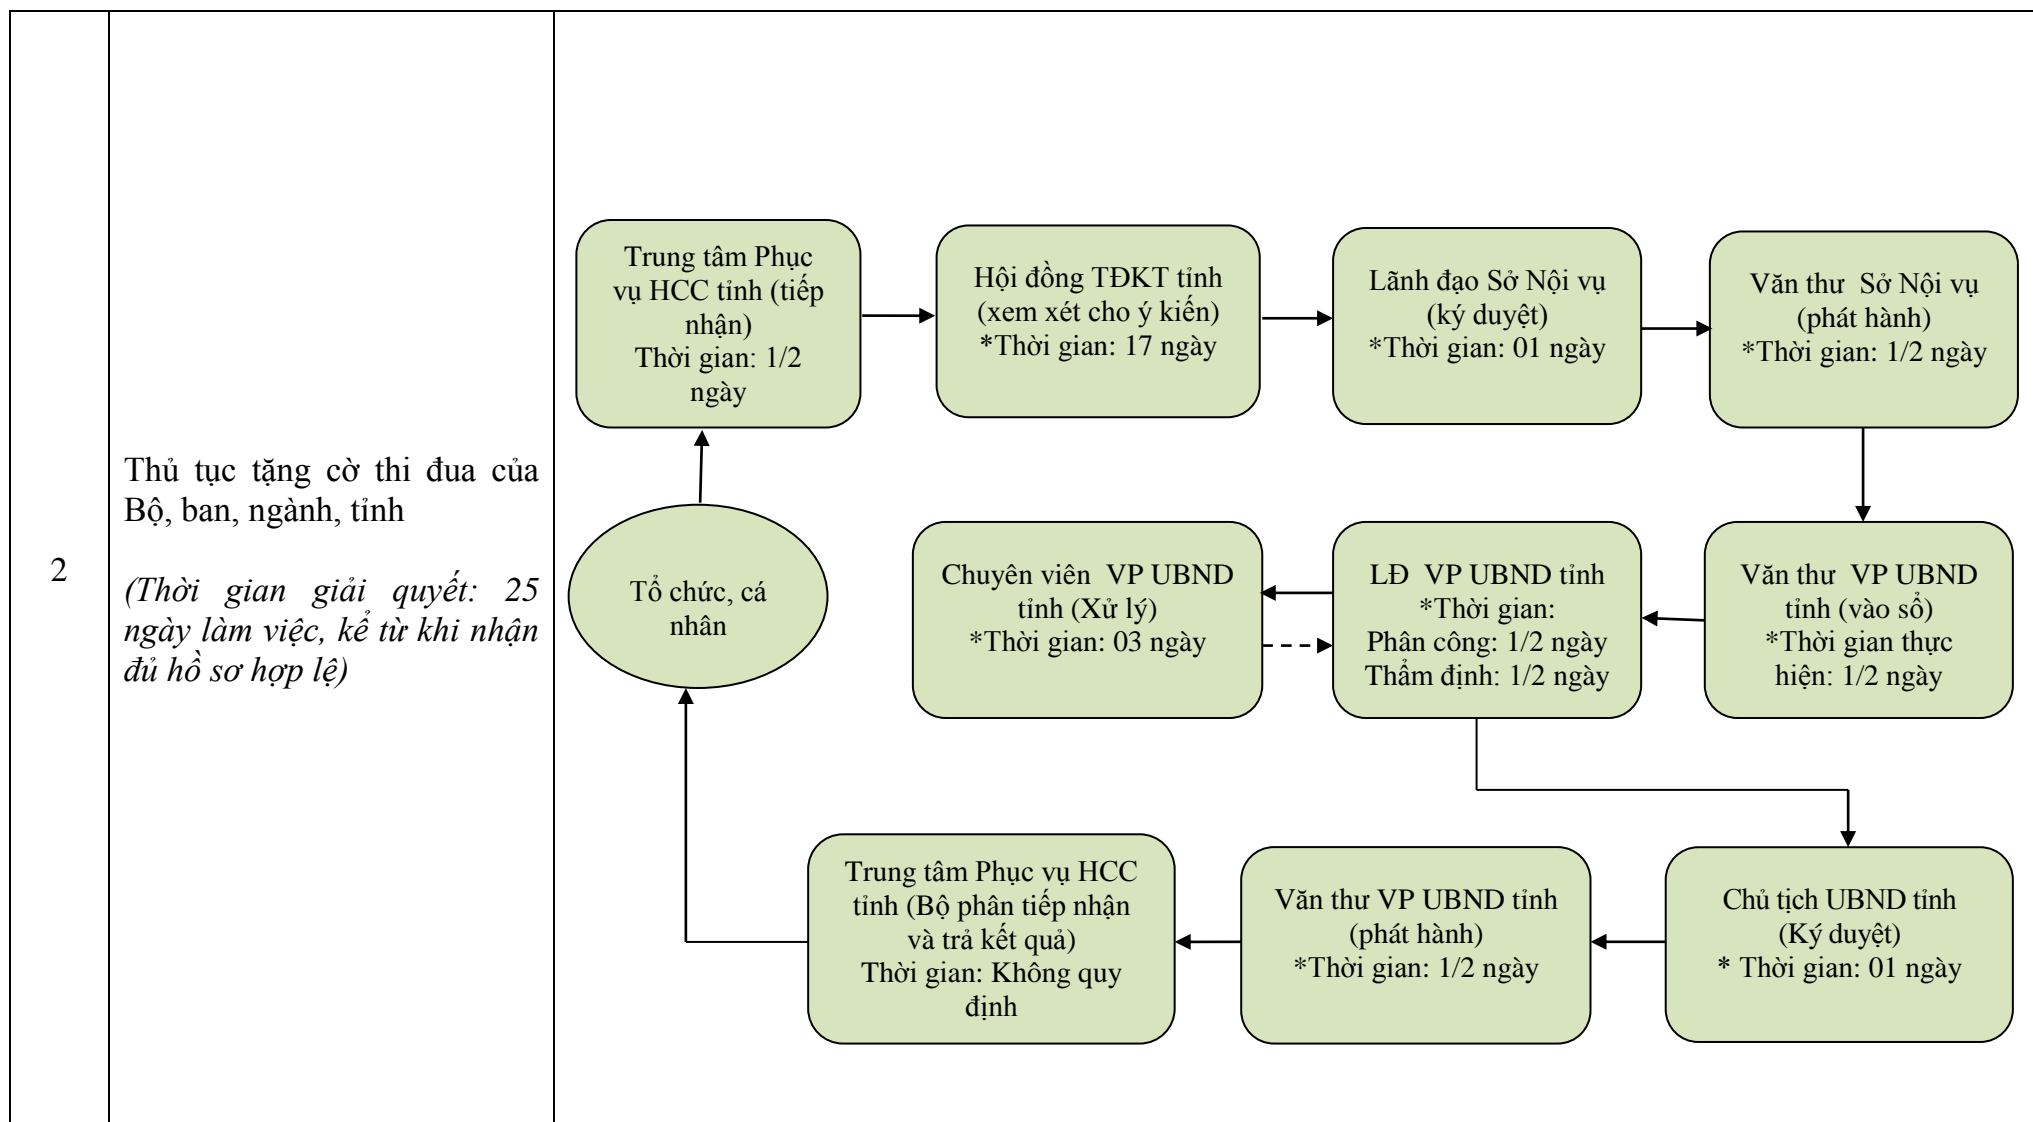 2
Thủ tục tặng cờ thi đua của
Bộ, ban, ngành, tỉnh
(Thời gian giải quyết: 25
ngày làm việc, kể từ khi nhận
đủ hồ sơ hợp lệ)
Trung tâm Phục
vụ HCC tỉnh (tiếp
nhận)
Thời gian: 1/2
ngày
Hội đồng TĐKT tỉnh
(xem xét cho ý kiến)
*Thời gian: 17 ngày
Lãnh đạo Sở Nội vụ
(ký duyệt)
*Thời gian: 01 ngày
Văn thư Sở Nội vụ
(phát hành)
*Thời gian: 1/2 ngày
Tổ chức, cá
nhân
Chuyên viên VP UBND
tỉnh (Xử lý)
*Thời gian: 03 ngày
LĐ VP UBND tỉnh
*Thời gian:
Phân công: 1/2 ngày
Thẩm định: 1/2 ngày
Văn thư VP UBND
tỉnh (vào sổ)
*Thời gian thực
hiện: 1/2 ngày
Trung tâm Phục vụ HCC
tỉnh (Bộ phân tiếp nhận
và trả kết quả)
Thời gian: Không quy
định
Văn thư VP UBND tỉnh
(phát hành)
*Thời gian: 1/2 ngày
Chủ tịch UBND tỉnh
(Ký duyệt)
* Thời gian: 01 ngày